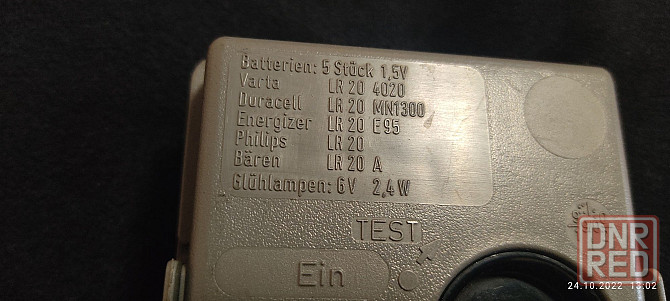 Batterien: 5 Stück 1,5V
Varta LR 20 4020
Duracell LR 20 MN1300
Energizer LR 20 E95
Philips LR 20
Bären LR 20 A
Glühlampen: 6V 2,4W
TEST
Ein
DNR
RED
24.10.2022 18:02